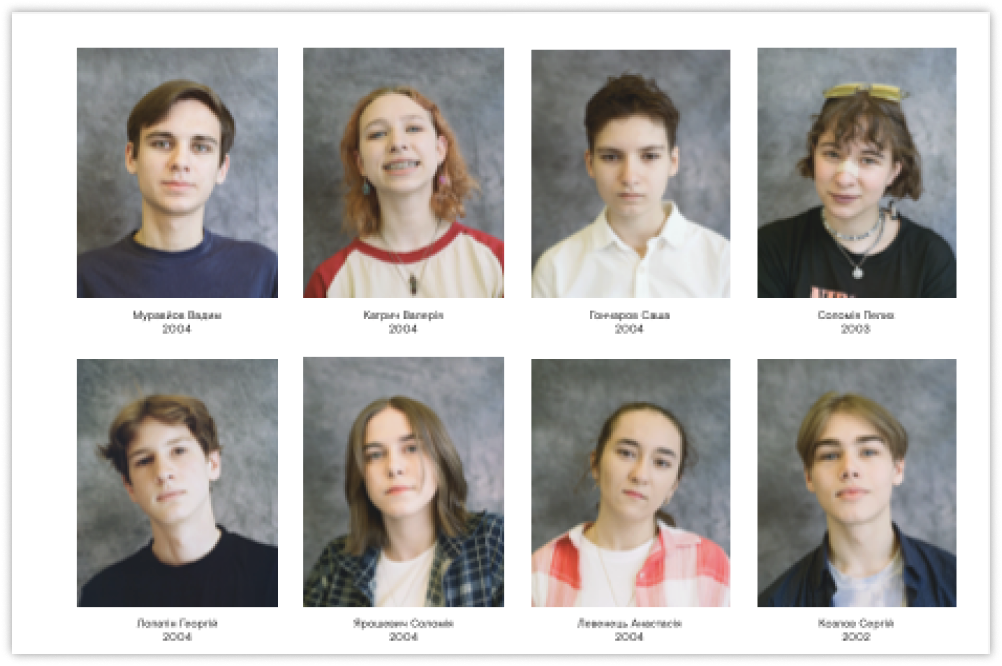 Муравйов Вадим
2004
Катрич Валерія
2004
Гончаров Саша
2004
Соломія
2003
Лопатін Георгій
2004
Ярошевич Соломія
2004
Левенець Анастасія
2004
Козлов Сергій
2002